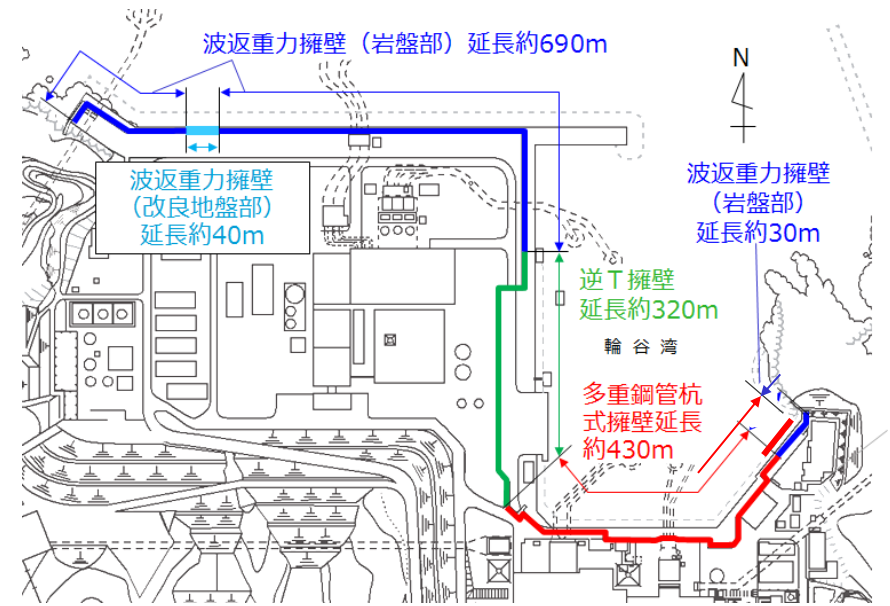 波返重力擁壁(岩盤部)延長約690m
N
波返重力擁壁
(改良地盤部)
延長約40m
波返重力擁壁
(岩盤部)
延長約30m
逆T擁壁
延長約320m
輪谷湾
多重鋼管杭
式擁壁延長
約430m